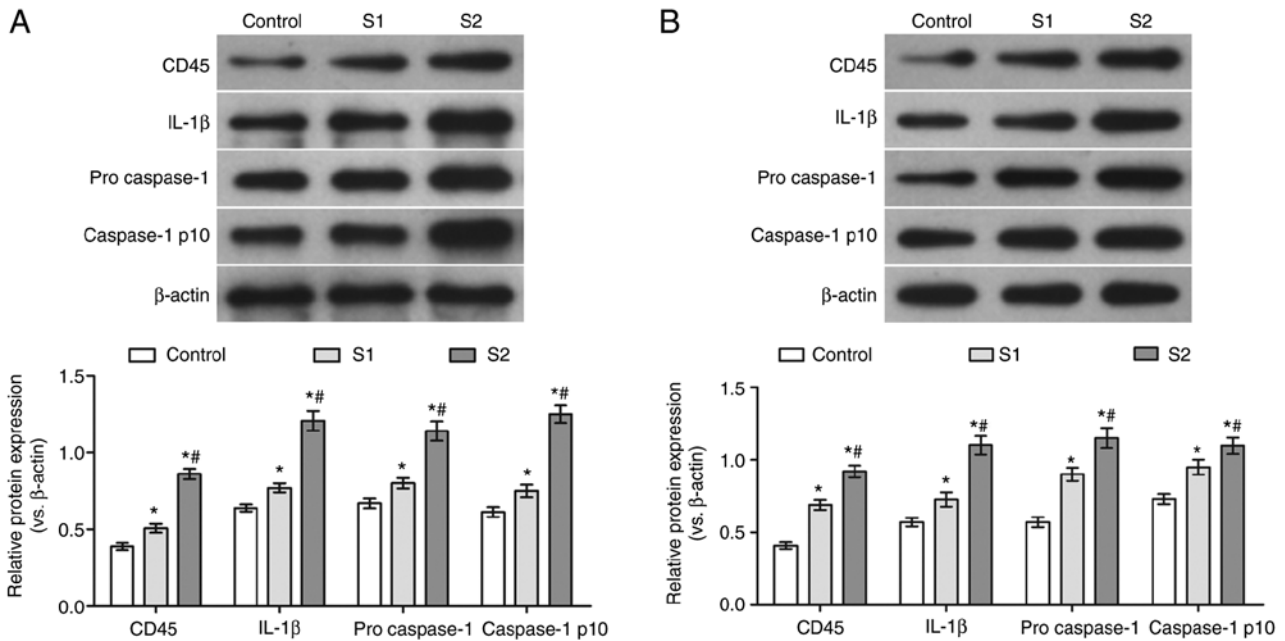 A
Control S1 S2
CD45
IL-1β
Pro caspase-1
Caspase-1 p10
β-actin
Control S1 S2
Relative protein expression
(vs. β-actin)
1.5
1.0
0.5
0.0
* *# * *# * *# * *#
CD45 IL-1β Pro caspase-1 Caspase-1 p10
B
Control S1 S2
CD45
IL-1β
Pro caspase-1
Caspase-1 p10
β-actin
Control S1 S2
Relative protein expression
(vs. β-actin)
1.5
1.0
0.5
0.0
* *# * *# * *# * *#
CD45 IL-1β Pro caspase-1 Caspase-1 p10